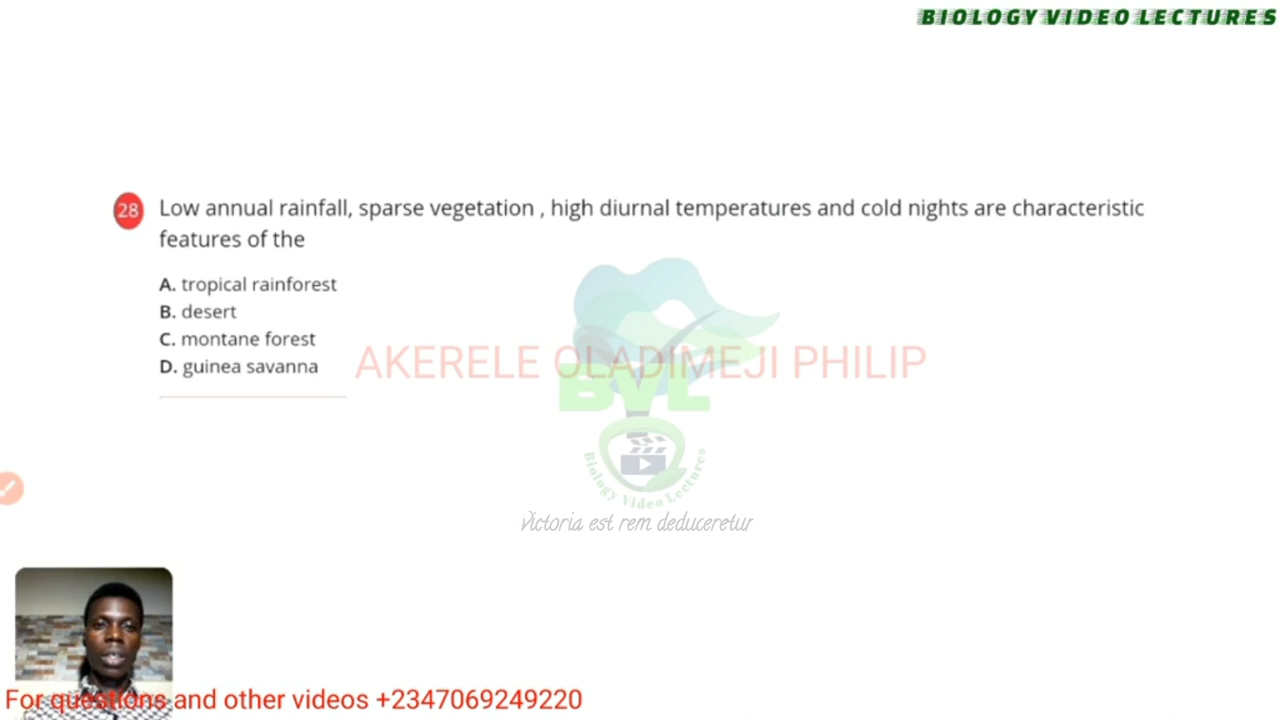 BIOLOGY VIDEO LECTURES
28 Low annual rainfall, sparse vegetation , high diurnal temperatures and cold nights are characteristic
features of the
A. tropical rainforest
B. desert
C. montane forest
D. guinea savanna
AKERELE OLADIMEJI PHILIP
BVL
Biology Video Lectures
Victoria est rem deduceretur
For questions and other videos +2347069249220